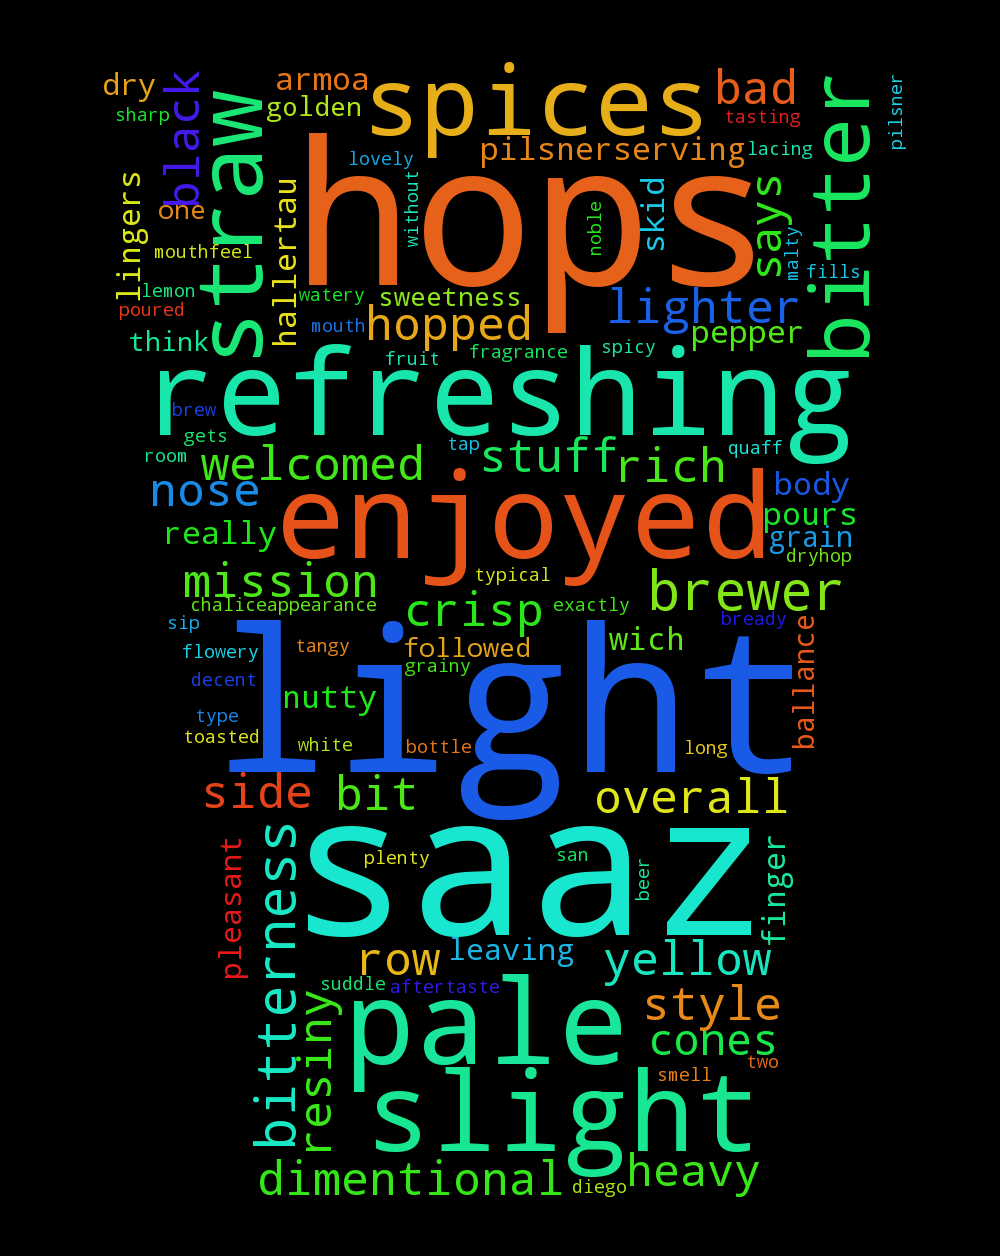 dry
black
armoa
spices
bad
bitter
pilsner
sharp
straw
golden
tasting
hops
pilsnerserving
lacing
lovely
lingers
one
hallertau
without
noble
skid
says
malty
mouthfeel
fills
lemon
poured
watery
sweetness
lighter
think
mouth
hopped
pepper
fruit
fragrance
spicy
refreshing
brew
gets
room
welcomed
tap
stuff
rich
quaff
nose
enjoyed
body
pours
really
grain
dryhop
mission
typical
brewer
chaliceappearance
crisp
exactly
sip
light
bready
flowery
tangy
followed
wich
ballance
grainy
decent
nutty
type
toasted
white
bottle
long
side
bit
overall
bitterness
saaz
pleasant
plenty
san
beer
finger
row
leaving
yellow
suddle
aftertaste
resiny
pale
style
cones
smell
two
slight
dimentional
diego
heavy